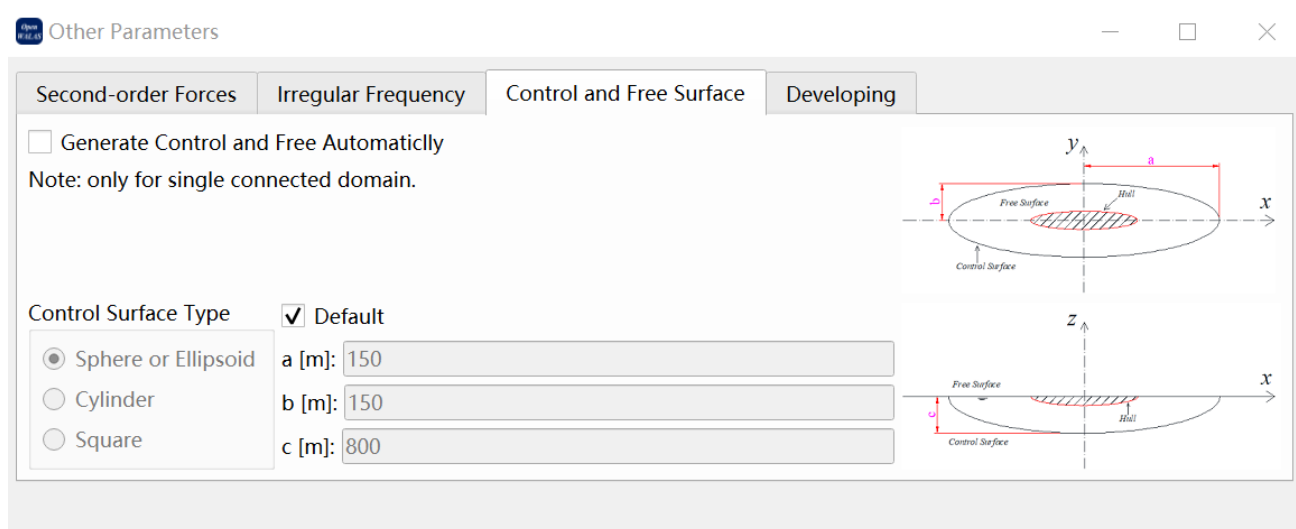 Open
WALAS
Other Parameters
Second-order Forces
Irregular Frequency
Control and Free Surface
Developing
Generate Control and Free Automaticlly
Note: only for single connected domain.
y
a
b
Free Surface
Hull
x
Control Surface
Control Surface Type
Default
Sphere or Ellipsoid
Cylinder
Square
a [m]: 150
b [m]: 150
c [m]: 800
z
Free Surface
x
c
Hull
Control Surface